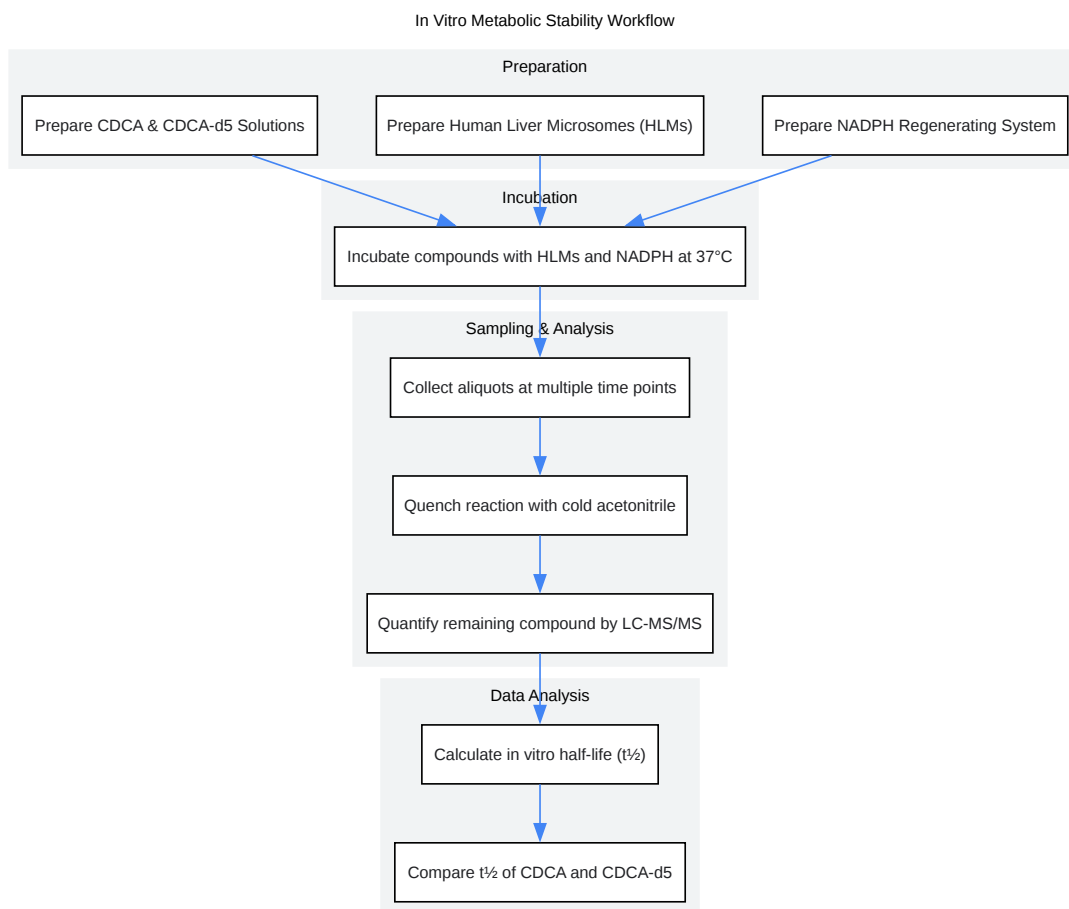 In Vitro Metabolic Stability Workflow
Preparation
Prepare CDCA & CDCA-d5 Solutions
Prepare Human Liver Microsomes (HLMs)
Prepare NADPH Regenerating System
Incubation
Incubate compounds with HLMs and NADPH at 37°C
Sampling & Analysis
Collect aliquots at multiple time points
Quench reaction with cold acetonitrile
Quantify remaining compound by LC-MS/MS
Data Analysis
Calculate in vitro half-life (t½)
Compare t½ of CDCA and CDCA-d5